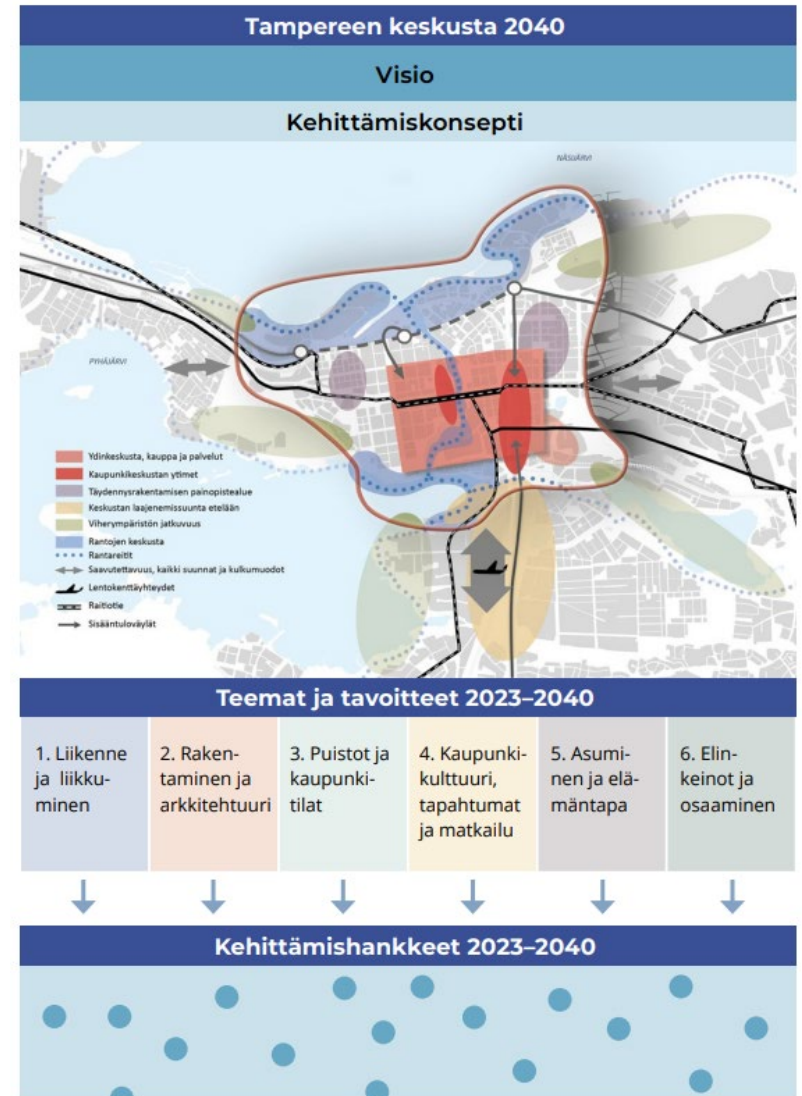 Tampereen keskusta 2040
Visio
Kehittämiskonsepti
NÄSIJÄRVI
PYHÄJÄRVI
Ydinkeskusta, kauppa ja palvelut
Kaupunkikeskustan ytimet
Täydennysrakentamisen painopistealue
Keskustan laajenemissuunta etelään
Viherympäristön jatkuvuus
Rantojen keskusta
Rantareitit
Saavutettavuus, kaikki suunnat ja kulkumuodot
Lentokenttäyhteydet
Raitiotie
Sisääntuloväylät
Teemat ja tavoitteet 2023–2040
1. Liikenne
ja liikku-
minen
2. Raken-
taminen ja
arkkitehtuuri
3. Puistot ja
kaupunki-
tilat
4. Kaupunki-
kulttuuri,
tapahtumat
ja matkailu
5. Asumi-
nen ja elä-
mäntapa
6. Elin-
keinot ja
osaaminen
Kehittämishankkeet 2023–2040